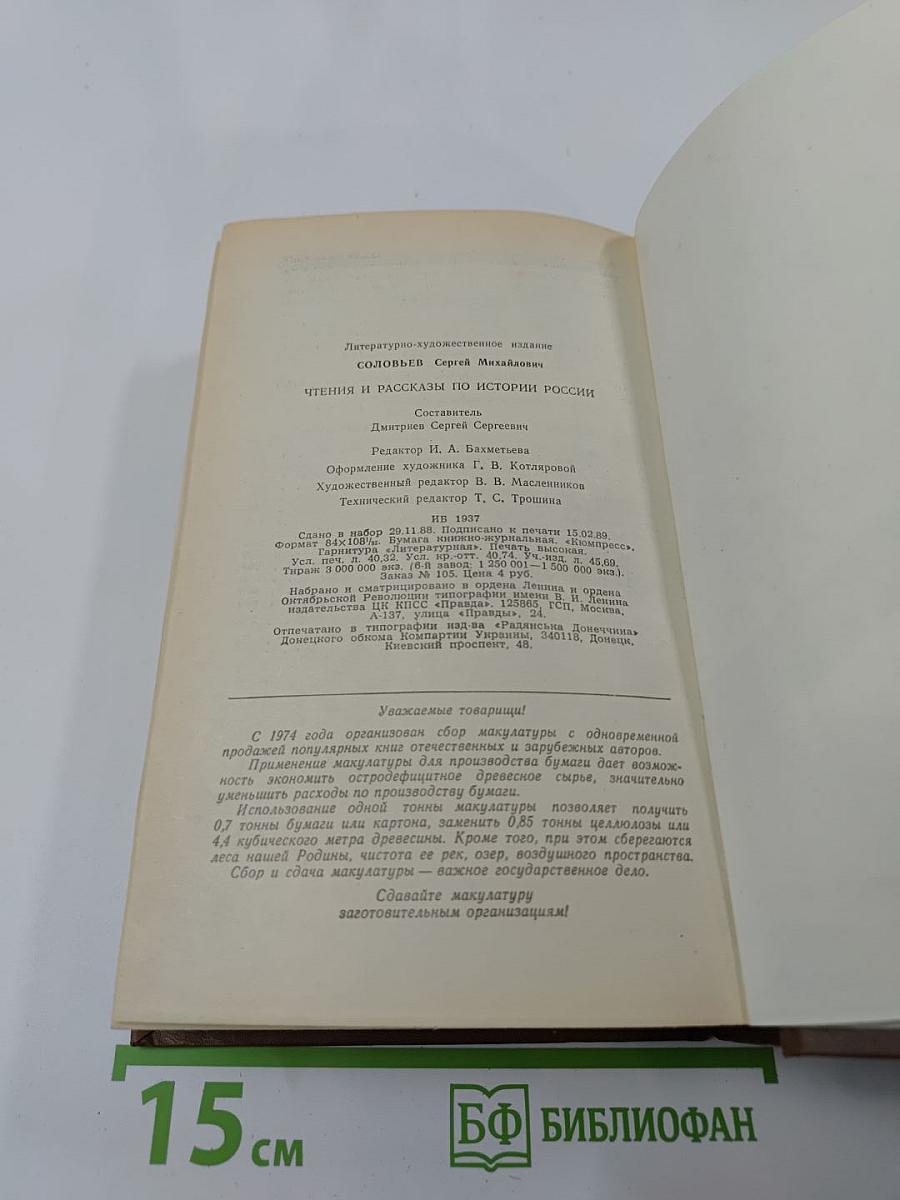 Литературно-художественное издание
СОЛОВЬЕВ Сергей Михайлович
ЧТЕНИЯ И РАССКАЗЫ ПО ИСТОРИИ РОССИИ
Составитель
Дмитриев Сергей Сергеевич
Редактор И. А. Бахметьева
Оформление художника Г. В. Котляровой
Художественный редактор В. В. Масленников
Технический редактор Т. С. Трошина
ИБ 1937
Сдано в набор 29.11.88. Подписано к печати 15.02.89.
Формат 84×108¹/₃₂. Бумага книжно-журнальная. «Кюмпресс».
Гарнитура «Литературная». Печать высокая.
Усл. печ. л. 40,32. Усл. кр.-отт. 40,74. Уч.-изд. л. 45,69.
Тираж 3 000 000 экз. (6-й завод: 1 250 001—1 500 000 экз.).
Заказ № 105. Цена 4 руб.
Набрано и сматрицировано в ордена Ленина и ордена
Октябрьской Революции типографии имени В. И. Ленина
издательства ЦК КПСС «Правда». 125865, ГСП, Москва,
А-137, улица «Правды», 24.
Отпечатано в типографии изд-ва «Радянська Донеччина»
Донецкого обкома Компартии Украины, 340118, Донецк,
Киевский проспект, 48.
Уважаемые товарищи!
С 1974 года организован сбор макулатуры с одновременной
продажей популярных книг отечественных и зарубежных авторов.
Применение макулатуры для производства бумаги дает возмож-
ность экономить остродефицитное древесное сырье, значительно
уменьшить расходы по производству бумаги.
Использование одной тонны макулатуры позволяет получить
0,7 тонны бумаги или картона, заменить 0,85 тонны целлюлозы или
4,4 кубического метра древесины. Кроме того, при этом сберегаются
леса нашей Родины, чистота ее рек, озер, воздушного пространства.
Сбор и сдача макулатуры — важное государственное дело.
Сдавайте макулатуру
заготовительным организациям!
15 см
БФ БИБЛИОФАН